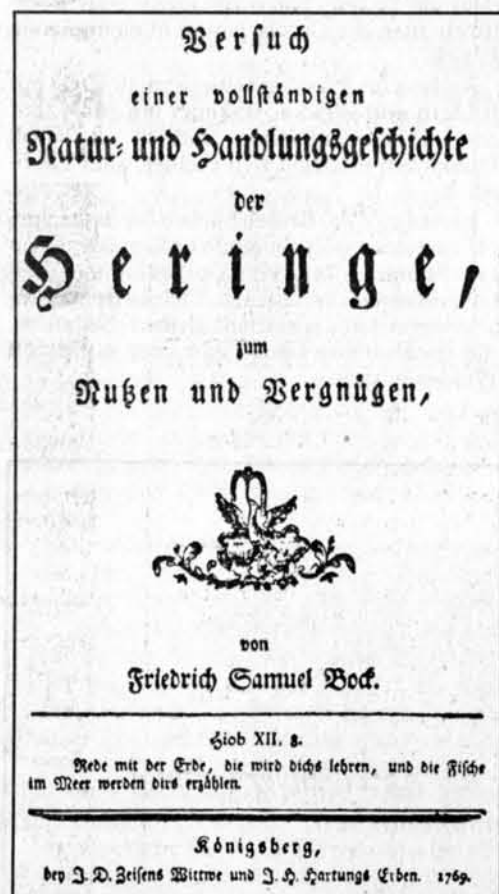 Versuch
einer vollständigen
Natur- und Handlungsgeschichte
der
Heringe,
zum
Nutzen und Vergnügen,
von
Friedrich Samuel Bock.
Hiob XII. 8.
Rede mit der Erde, die wird dichs lehren, und die Fische
im Meer werden dirs erzählen.
Königsberg,
bey J. D. Zeisens Wittwe und J. H. Hartungs Erben. 1769.